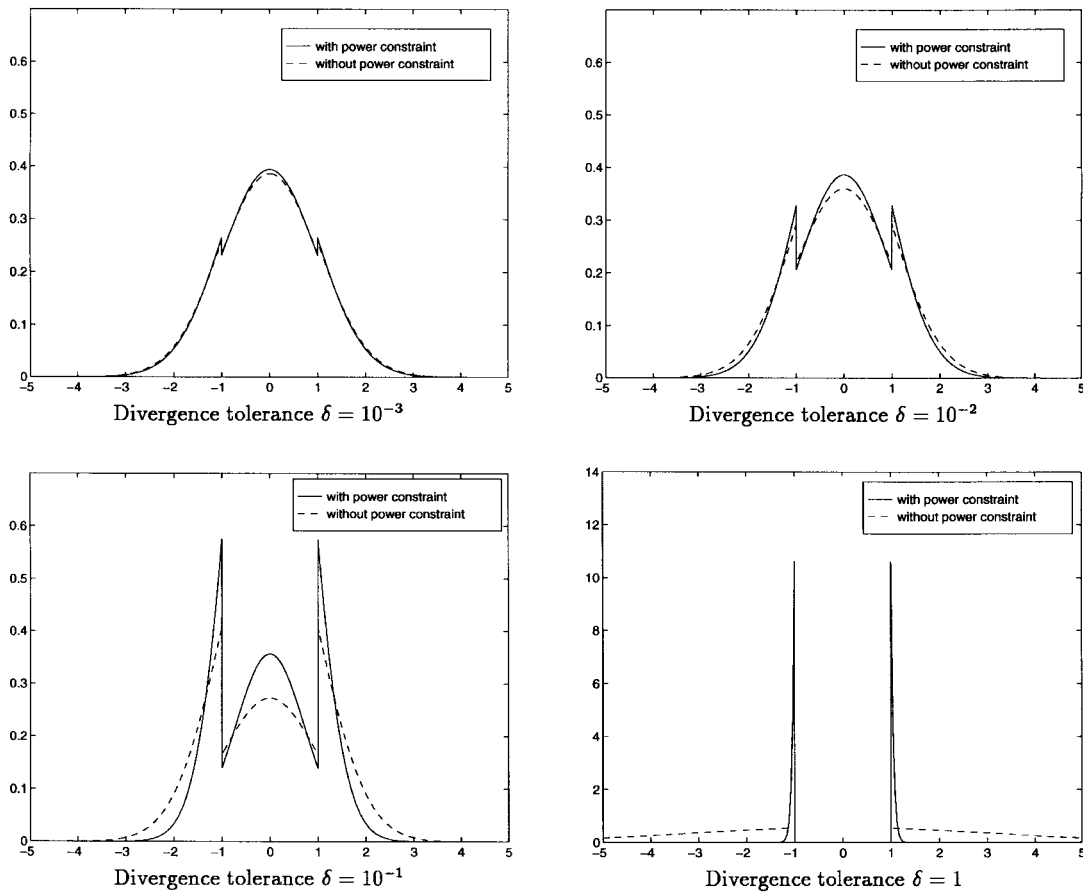 with power constraint
without power constraint
0.6
0.5
0.4
0.3
0.2
0.1
0
-5 -4 -3 -2 -1 0 1 2 3 4 5
Divergence tolerance δ = 10⁻³
with power constraint
without power constraint
0.6
0.5
0.4
0.3
0.2
0.1
0
-5 -4 -3 -2 -1 0 1 2 3 4 5
Divergence tolerance δ = 10⁻²
with power constraint
without power constraint
0.6
0.5
0.4
0.3
0.2
0.1
0
-5 -4 -3 -2 -1 0 1 2 3 4 5
Divergence tolerance δ = 10⁻¹
14
with power constraint
without power constraint
12
10
8
6
4
2
0
-5 -4 -3 -2 -1 0 1 2 3 4 5
Divergence tolerance δ = 1